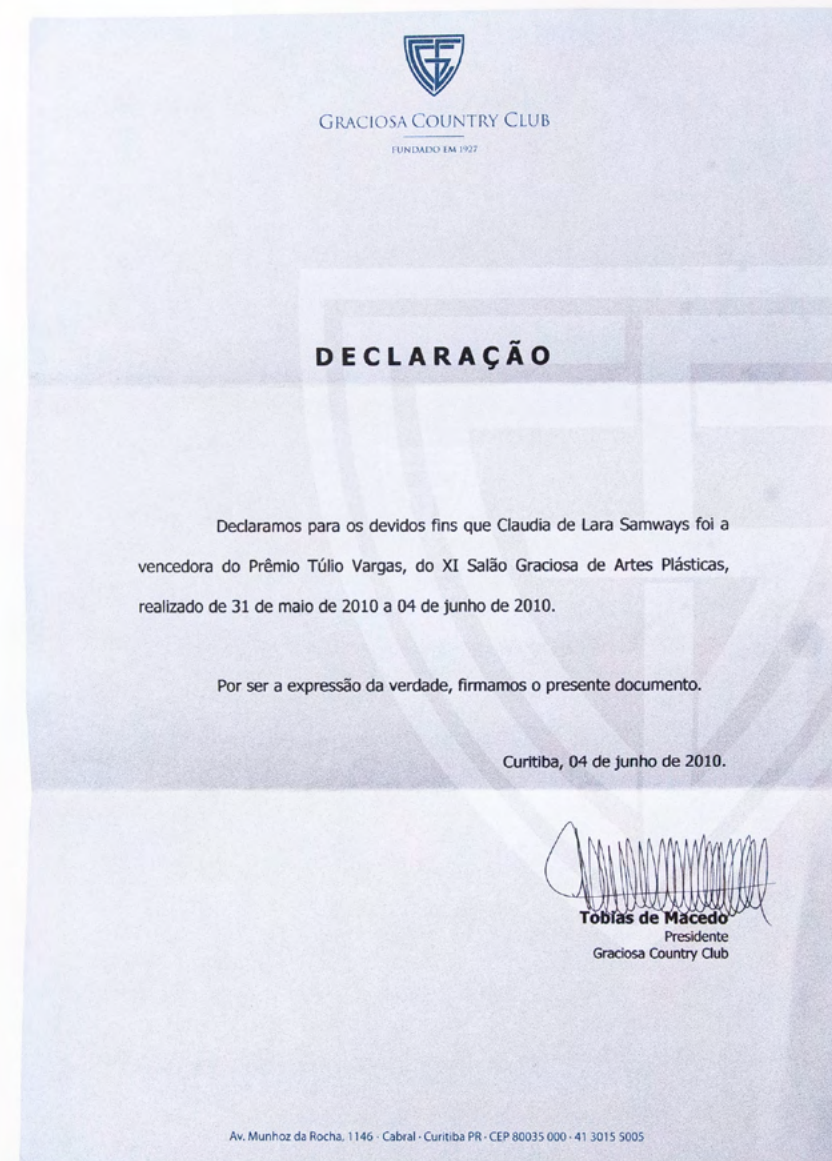 GRACIOSA COUNTRY CLUB
FUNDADO EM 1927
DECLARAÇÃO
Declaramos para os devidos fins que Claudia de Lara Samways foi a
vencedora do Prêmio Túlio Vargas, do XI Salão Graciosa de Artes Plásticas,
realizado de 31 de maio de 2010 a 04 de junho de 2010.
Por ser a expressão da verdade, firmamos o presente documento.
Curitiba, 04 de junho de 2010.
Tobias de Macedo
Presidente
Graciosa Country Club
Av. Munhoz da Rocha, 1146 - Cabral - Curitiba PR - CEP 80035 000 - 41 3015 5005